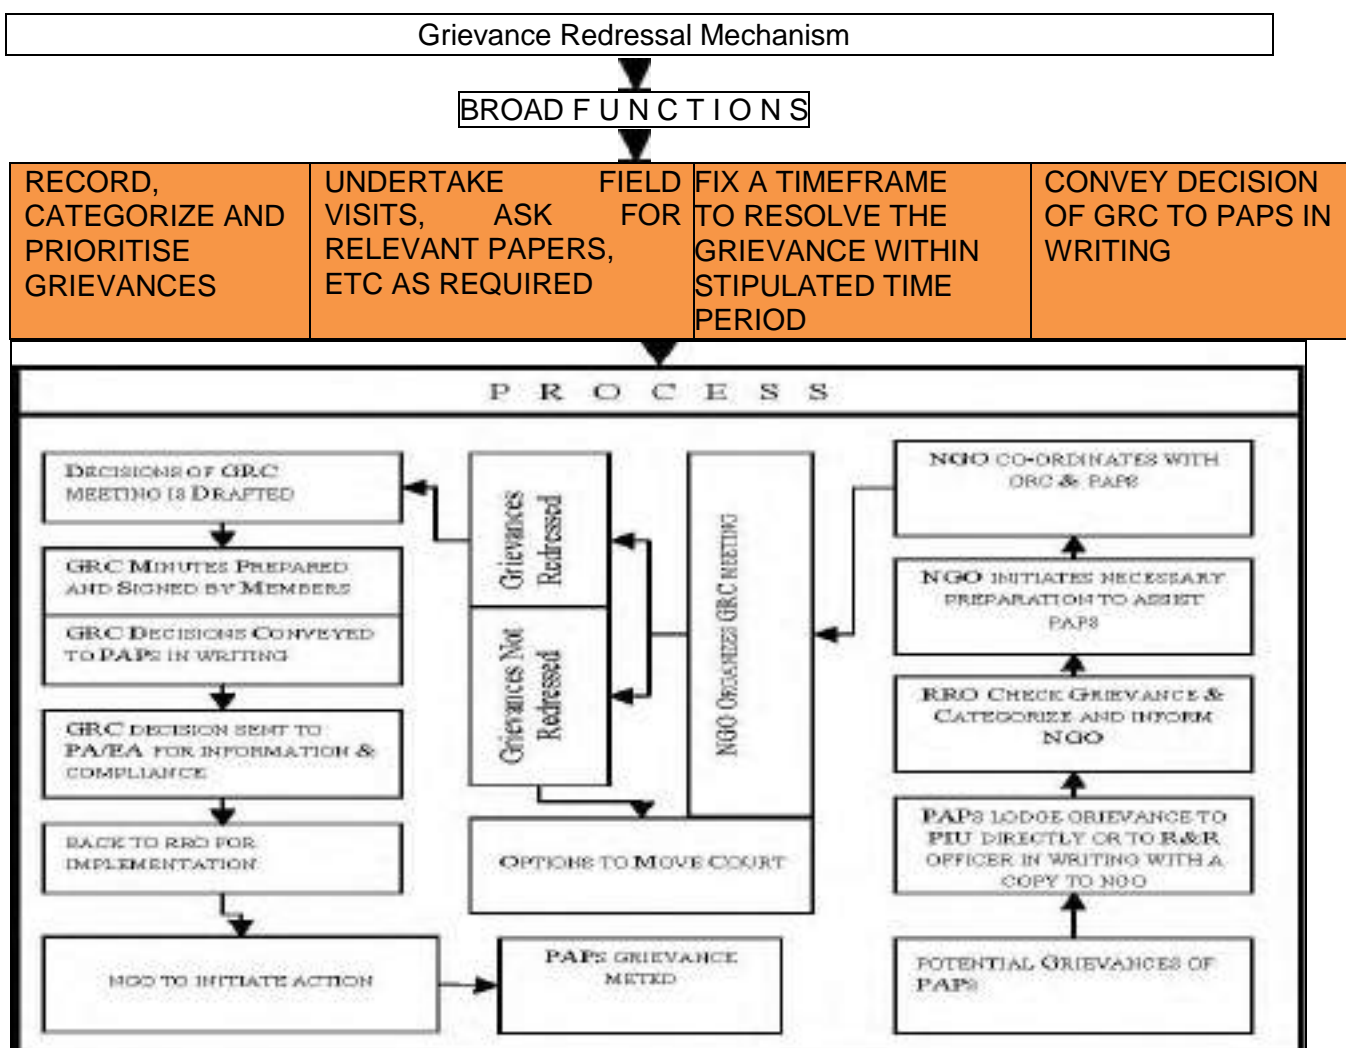 Grievance Redressal Mechanism
BROAD F U N C T I O N S
RECORD,
CATEGORIZE AND
PRIORITISE
GRIEVANCES
UNDERTAKE FIELD
VISITS, ASK FOR
RELEVANT PAPERS,
ETC AS REQUIRED
FIX A TIMEFRAME
TO RESOLVE THE
GRIEVANCE WITHIN
STIPULATED TIME
PERIOD
CONVEY DECISION
OF GRC TO PAPS IN
WRITING
P R O C E S S
DECISIONS OF GRC
MEETING IS DRAFTED
GRC MINUTES PREPARED
AND SIGNED BY MEMBERS
GRC DECISIONS CONVEYED
TO PAPS IN WRITING
GRC DECISION SENT TO
PA/EA FOR INFORMATION &
COMPLIANCE
BACK TO RRO FOR
IMPLEMENTATION
NGO TO INITIATE ACTION
Grievances
Redressed
Grievances Not
Redressed
OPTIONS TO MOVE COURT
PAPS GRIEVANCE
METED
NGO ORGANIZES GRC MEETING
NGO CO-ORDINATES WITH
GRC & PAPS
NGO INITIATES NECESSARY
PREPARATION TO ASSIST
PAPS
RRO CHECK GRIEVANCE &
CATEGORIZE AND INFORM
NGO
PAPS LODGE GRIEVANCE TO
PIU DIRECTLY OR TO R&R
OFFICER IN WRITING WITH A
COPY TO NGO
POTENTIAL GRIEVANCES OF
PAPS